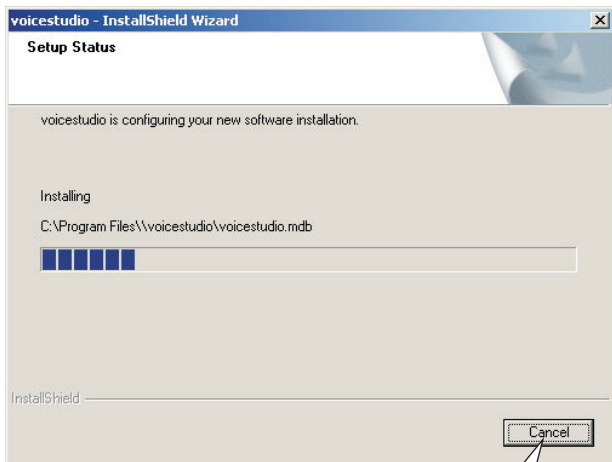 voicestudio - InstallShield Wizard
Setup Status
voicestudio is configuring your new software installation.
Installing
C:\Program Files\\voicestudio\voicestudio.mdb
InstallShield
Cancel